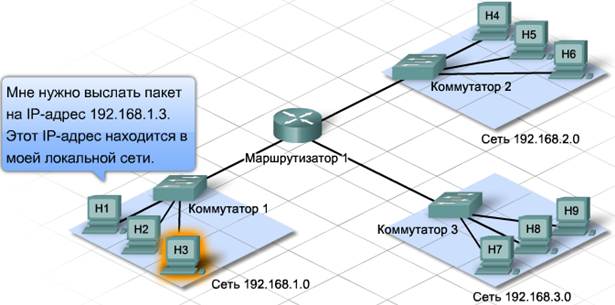 Мне нужно выслать пакет
на IP-адрес 192.168.1.3.
Этот IP-адрес находится в
моей локальной сети.
H4
H5
H6
Коммутатор 2
Сеть 192.168.2.0
Маршрутизатор 1
H1
H2
H3
Коммутатор 1
Сеть 192.168.1.0
H9
H8
H7
Коммутатор 3
Сеть 192.168.3.0